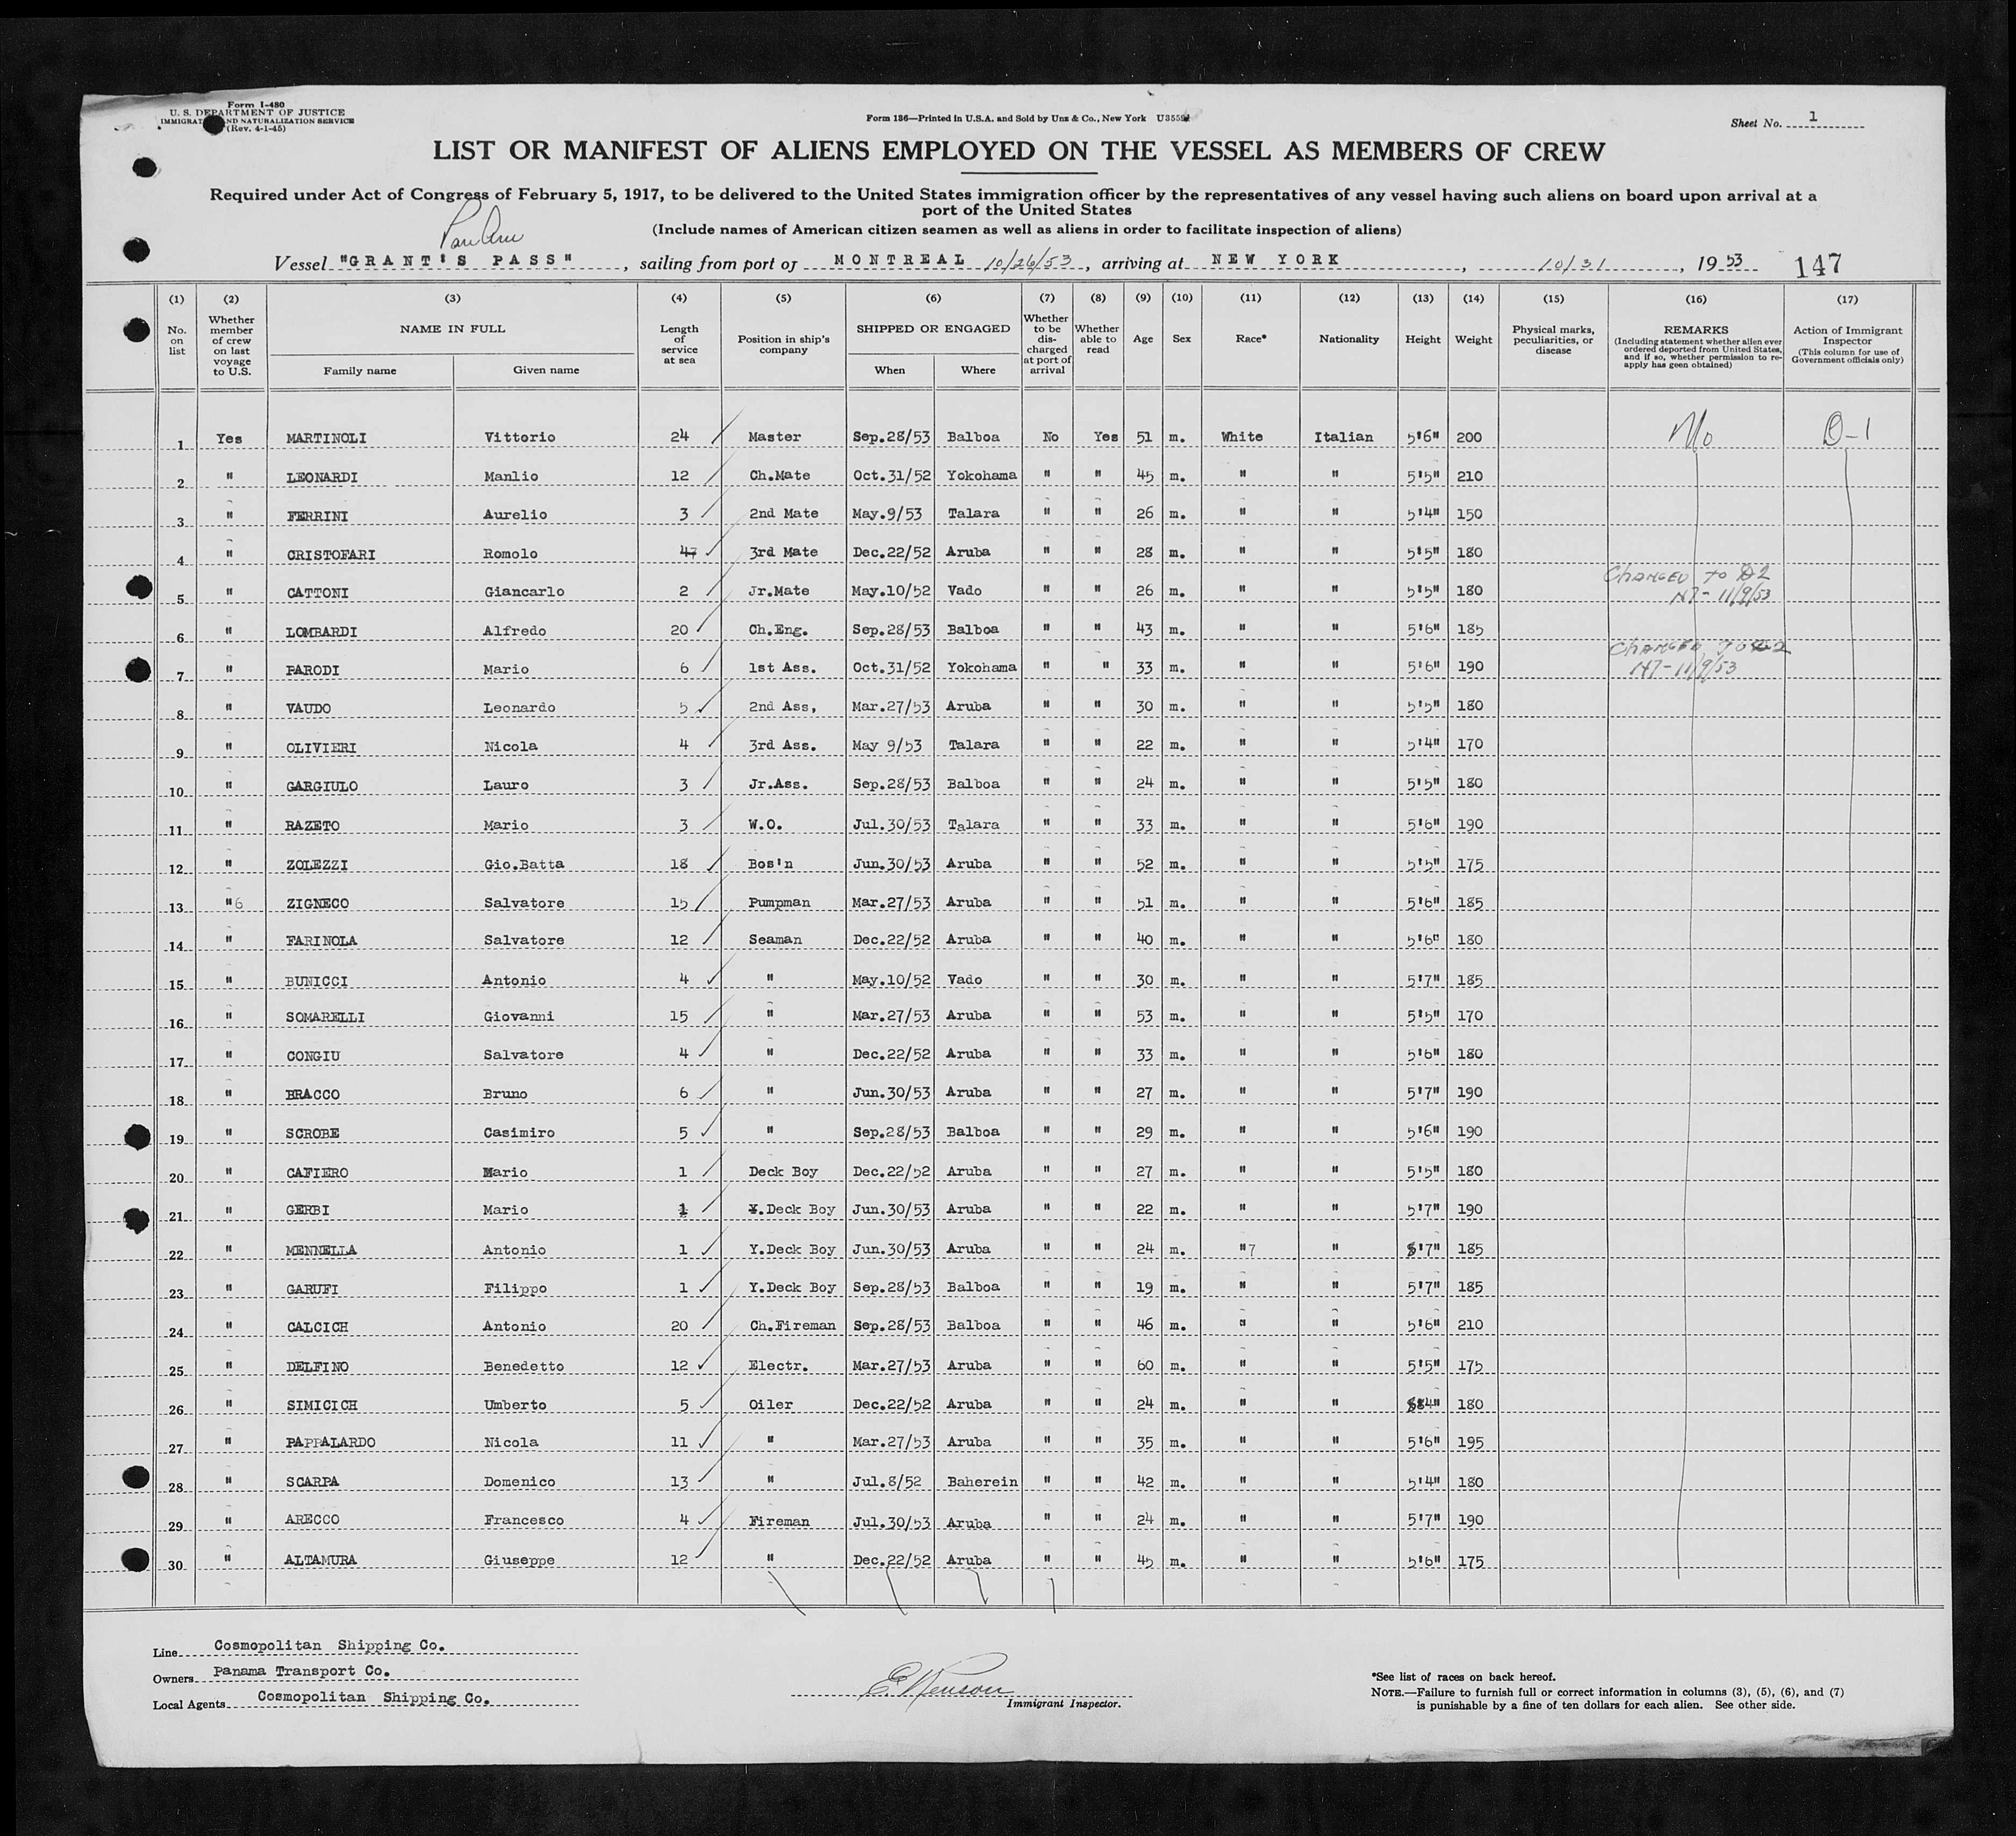 Form I-480
U. S. DEPARTMENT OF JUSTICE
IMMIGRAT ND NATURALIZATION SERVICE
(Rev. 4-1-45)
Form 136—Printed in U.S.A. and Sold by Unz & Co., New York
Sheet No. 1
LIST OR MANIFEST OF ALIENS EMPLOYED ON THE VESSEL AS MEMBERS OF CREW
Required under Act of Congress of February 5, 1917, to be delivered to the United States immigration officer by the representatives of any vessel having such aliens on board upon arrival at a
port of the United States
(Include names of American citizen seamen as well as aliens in order to facilitate inspection of aliens)
Vessel "GRANT'S PASS", sailing from port of MONTREAL 10/26/53, arriving at NEW YORK, 10/31, 1953 147
(1) (2) (3) (4) (5) (6) (7) (8) (9) (10) (11) (12) (13) (14) (15) (16) (17)
No. on list
Whether member of crew on last voyage to U.S.
NAME IN FULL
Family name Given name
Length of service at sea
Position in ship's company
SHIPPED OR ENGAGED
When Where
Whether to be discharged at port of arrival
Whether able to read
Age Sex Race* Nationality Height Weight
Physical marks, peculiarities, or disease
REMARKS
(Including statement whether alien ever ordered deported from United States, and if so, whether permission to re-apply has geen obtained)
Action of Immigrant Inspector
(This column for use of Government officials only)
1 Yes MARTINOLI Vittorio 24 Master Sep.28/53 Balboa No Yes 51 m. White Italian 5'6" 200 No D-1
2 " LEONARDI Manlio 12 Ch.Mate Oct.31/52 Yokohama " " 45 m. " " 5'5" 210
3 " FERRINI Aurelio 3 2nd Mate May.9/53 Talara " " 26 m. " " 5'4" 150
4 " CRISTOFARI Romolo 4 3rd Mate Dec.22/52 Aruba " " 28 m. " " 5'5" 180
5 " CATTONI Giancarlo 2 Jr.Mate May.10/52 Vado " " 26 m. " " 5'5" 180 CHANGED TO D2 N7- 11/9/53
6 " LOMBARDI Alfredo 20 Ch.Eng. Sep.28/53 Balboa " " 43 m. " " 5'6" 185
7 " PARODI Mario 6 1st Ass. Oct.31/52 Yokohama " " 33 m. " " 5'6" 190 CHANGED TO D2 N7- 11/9/53
8 " VAUDO Leonardo 5 2nd Ass, Mar.27/53 Aruba " " 30 m. " " 5'5" 180
9 " OLIVIERI Nicola 4 3rd Ass. May 9/53 Talara " " 22 m. " " 5'4" 170
10 " GARGIULO Lauro 3 Jr.Ass. Sep.28/53 Balboa " " 24 m. " " 5'5" 180
11 " RAZETO Mario 3 W.O. Jul.30/53 Talara " " 33 m. " " 5'6" 190
12 " ZOLEZZI Gio.Batta 18 Bos'n Jun.30/53 Aruba " " 52 m. " " 5'5" 175
13 "6 ZIGNECO Salvatore 15 Pumpman Mar.27/53 Aruba " " 51 m. " " 5'6" 185
14 " FARINOLA Salvatore 12 Seaman Dec.22/52 Aruba " " 40 m. " " 5'6" 180
15 " BUNICCI Antonio 4 " May.10/52 Vado " " 30 m. " " 5'7" 185
16 " SOMARELLI Giovanni 15 " Mar.27/53 Aruba " " 53 m. " " 5'5" 170
17 " CONGIU Salvatore 4 " Dec.22/52 Aruba " " 33 m. " " 5'6" 180
18 " BRACCO Bruno 6 " Jun.30/53 Aruba " " 27 m. " " 5'7" 190
19 " SCROBE Casimiro 5 " Sep.28/53 Balboa " " 29 m. " " 5'6" 190
20 " CAFIERO Mario 1 Deck Boy Dec.22/52 Aruba " " 27 m. " " 5'5" 180
21 " GERBI Mario 1 Y.Deck Boy Jun.30/53 Aruba " " 22 m. " " 5'7" 190
22 " MENNELLA Antonio 1 Y.Deck Boy Jun.30/53 Aruba " " 24 m. "7 " 5'7" 185
23 " GARUFI Filippo 1 Y.Deck Boy Sep.28/53 Balboa " " 19 m. " " 5'7" 185
24 " CALCICH Antonio 20 Ch.Fireman Sep.28/53 Balboa " " 46 m. " " 5'6" 210
25 " DELFINO Benedetto 12 Electr. Mar.27/53 Aruba " " 60 m. " " 5'5" 175
26 " SIMICICH Umberto 5 Oiler Dec.22/52 Aruba " " 24 m. " " 5'4" 180
27 " PAPPALARDO Nicola 11 " Mar.27/53 Aruba " " 35 m. " " 5'6" 195
28 " SCARPA Domenico 13 " Jul.8/52 Baherein " " 42 m. " " 5'4" 180
29 " ARECCO Francesco 4 Fireman Jul.30/53 Aruba " " 24 m. " " 5'7" 190
30 " ALTAMURA Giuseppe 12 " Dec.22/52 Aruba " " 45 m. " " 5'6" 175
Line Cosmopolitan Shipping Co.
Owners Panama Transport Co.
Local Agents Cosmopolitan Shipping Co.
Immigrant Inspector.
*See list of races on back hereof.
NOTE.—Failure to furnish full or correct information in columns (3), (5), (6), and (7)
is punishable by a fine of ten dollars for each alien. See other side.